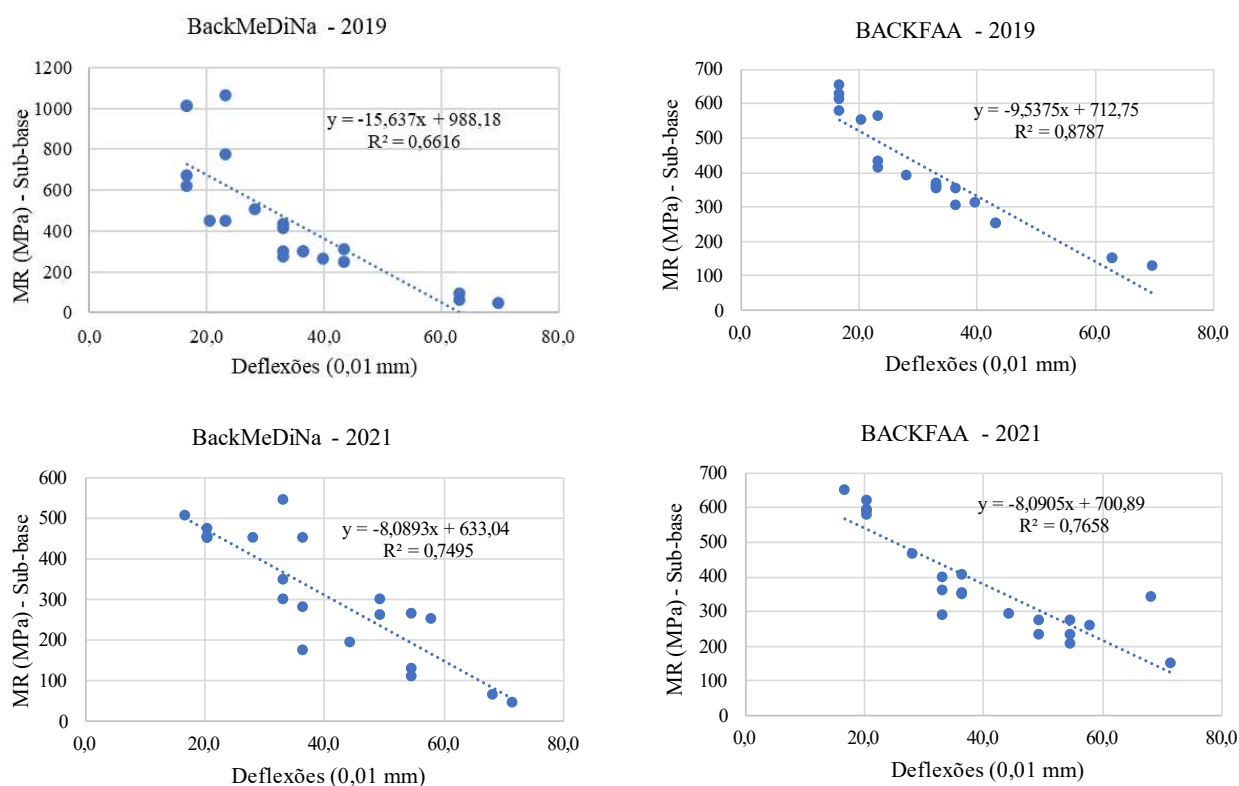 BackMeDiNa - 2019
MR (MPa) - Sub-base
1200
1000
800
600
400
200
0
y = -15,637x + 988,18
R² = 0,6616
0,0 20,0 40,0 60,0 80,0
Deflexões (0,01 mm)
BACKFAA - 2019
MR (MPa) - Sub-base
700
600
500
400
300
200
100
0
y = -9,5375x + 712,75
R² = 0,8787
0,0 20,0 40,0 60,0 80,0
Deflexões (0,01 mm)
BackMeDiNa - 2021
MR (MPa) - Sub-base
600
500
400
300
200
100
0
y = -8,0893x + 633,04
R² = 0,7495
0,0 20,0 40,0 60,0 80,0
Deflexões (0,01 mm)
BACKFAA - 2021
MR (MPa) - Sub-base
700
600
500
400
300
200
100
0
y = -8,0905x + 700,89
R² = 0,7658
0,0 20,0 40,0 60,0 80,0
Deflexões (0,01 mm)